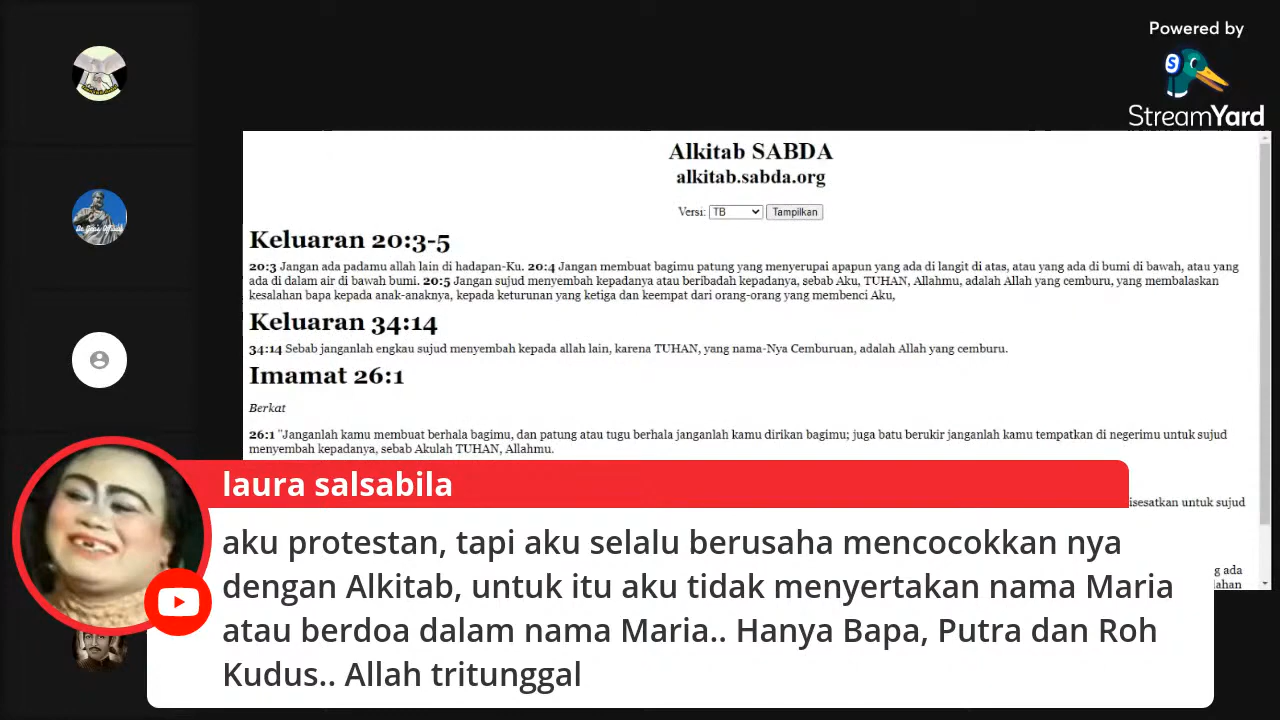 Powered by
StreamYard
Alkitab SABDA
alkitab.sabda.org
Versi: TB Tampilkan
Keluaran 20:3-5
20:3 Jangan ada padamu allah lain di hadapan-Ku. 20:4 Jangan membuat bagimu patung yang menyerupai apapun yang ada di langit di atas, atau yang ada di bumi di bawah, atau yang
ada di dalam air di bawah bumi. 20:5 Jangan sujud menyembah kepadanya atau beribadah kepadanya, sebab Aku, TUHAN, Allahmu, adalah Allah yang cemburu, yang membalaskan
kesalahan bapa kepada anak-anaknya, kepada keturunan yang ketiga dan keempat dari orang-orang yang membenci Aku,
Keluaran 34:14
34:14 Sebab janganlah engkau sujud menyembah kepada allah lain, karena TUHAN, yang nama-Nya Cemburuan, adalah Allah yang cemburu.
Imamat 26:1
Berkat
26:1 "Janganlah kamu membuat berhala bagimu, dan patung atau tugu berhala janganlah kamu dirikan bagimu; juga batu berukir janganlah kamu tempatkan di negerimu untuk sujud
menyembah kepadanya, sebab Akulah TUHAN, Allahmu.
laura salsabila
isesatkan untuk sujud
aku protestan, tapi aku selalu berusaha mencocokkan nya
dengan Alkitab, untuk itu aku tidak menyertakan nama Maria
g ada
lahan
atau berdoa dalam nama Maria.. Hanya Bapa, Putra dan Roh
Kudus.. Allah tritunggal